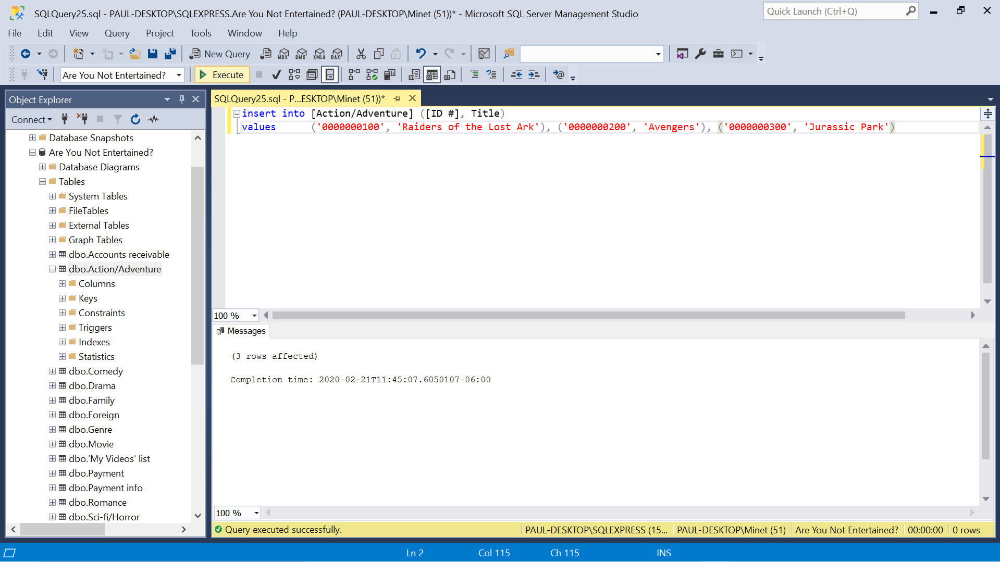 SQLQuery25.sql - PAUL-DESKTOP\SQLEXPRESS.Are You Not Entertained? (PAUL-DESKTOP\Minet (51))* - Microsoft SQL Server Management Studio
Quick Launch (Ctrl+Q)
File Edit View Query Project Tools Window Help
New Query MDX DMX XMLA DAX
Are You Not Entertained? Execute
Object Explorer
Connect
Database Snapshots
Are You Not Entertained?
Database Diagrams
Tables
System Tables
FileTables
External Tables
Graph Tables
dbo.Accounts receivable
dbo.Action/Adventure
Columns
Keys
Constraints
Triggers
Indexes
Statistics
dbo.Comedy
dbo.Drama
dbo.Family
dbo.Foreign
dbo.Genre
dbo.Movie
dbo.'My Videos' list
dbo.Payment
dbo.Payment info
dbo.Romance
dbo.Sci-fi/Horror
SQLQuery25.sql - P...ESKTOP\Minet (51))*
insert into [Action/Adventure] ([ID #], Title)
values ('0000000100', 'Raiders of the Lost Ark'), ('0000000200', 'Avengers'), ('0000000300', 'Jurassic Park')
100 %
Messages
(3 rows affected)
Completion time: 2020-02-21T11:45:07.6050107-06:00
100 %
Query executed successfully. PAUL-DESKTOP\SQLEXPRESS (15... PAUL-DESKTOP\Minet (51) Are You Not Entertained? 00:00:00 0 rows
Ln 2 Col 115 Ch 115 INS